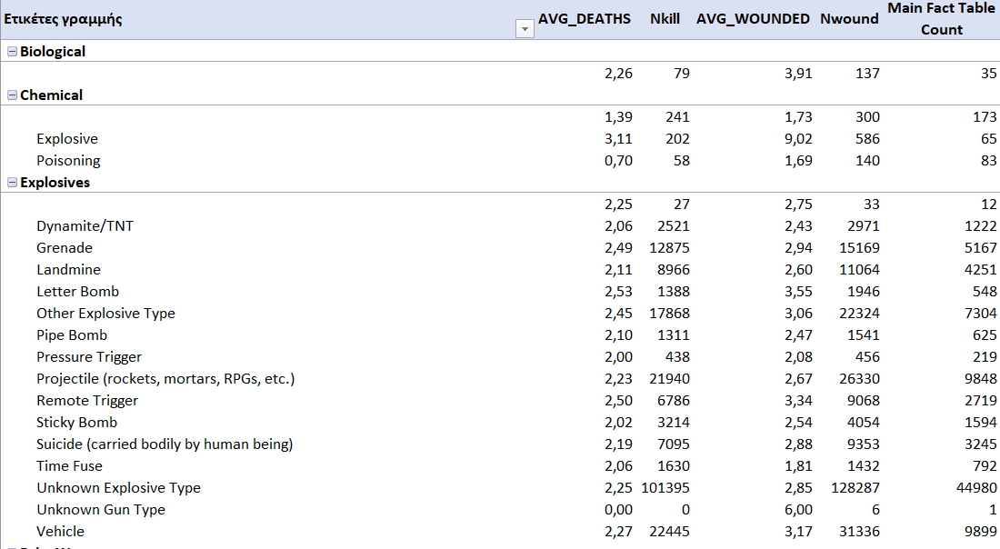 Ετικέτες γραμμής AVG_DEATHS Nkill AVG_WOUNDED Nwound Main Fact Table Count
Biological
2,26 79 3,91 137 35
Chemical
1,39 241 1,73 300 173
Explosive 3,11 202 9,02 586 65
Poisoning 0,70 58 1,69 140 83
Explosives
2,25 27 2,75 33 12
Dynamite/TNT 2,06 2521 2,43 2971 1222
Grenade 2,49 12875 2,94 15169 5167
Landmine 2,11 8966 2,60 11064 4251
Letter Bomb 2,53 1388 3,55 1946 548
Other Explosive Type 2,45 17868 3,06 22324 7304
Pipe Bomb 2,10 1311 2,47 1541 625
Pressure Trigger 2,00 438 2,08 456 219
Projectile (rockets, mortars, RPGs, etc.) 2,23 21940 2,67 26330 9848
Remote Trigger 2,50 6786 3,34 9068 2719
Sticky Bomb 2,02 3214 2,54 4054 1594
Suicide (carried bodily by human being) 2,19 7095 2,88 9353 3245
Time Fuse 2,06 1630 1,81 1432 792
Unknown Explosive Type 2,25 101395 2,85 128287 44980
Unknown Gun Type 0,00 0 6,00 6 1
Vehicle 2,27 22445 3,17 31336 9899